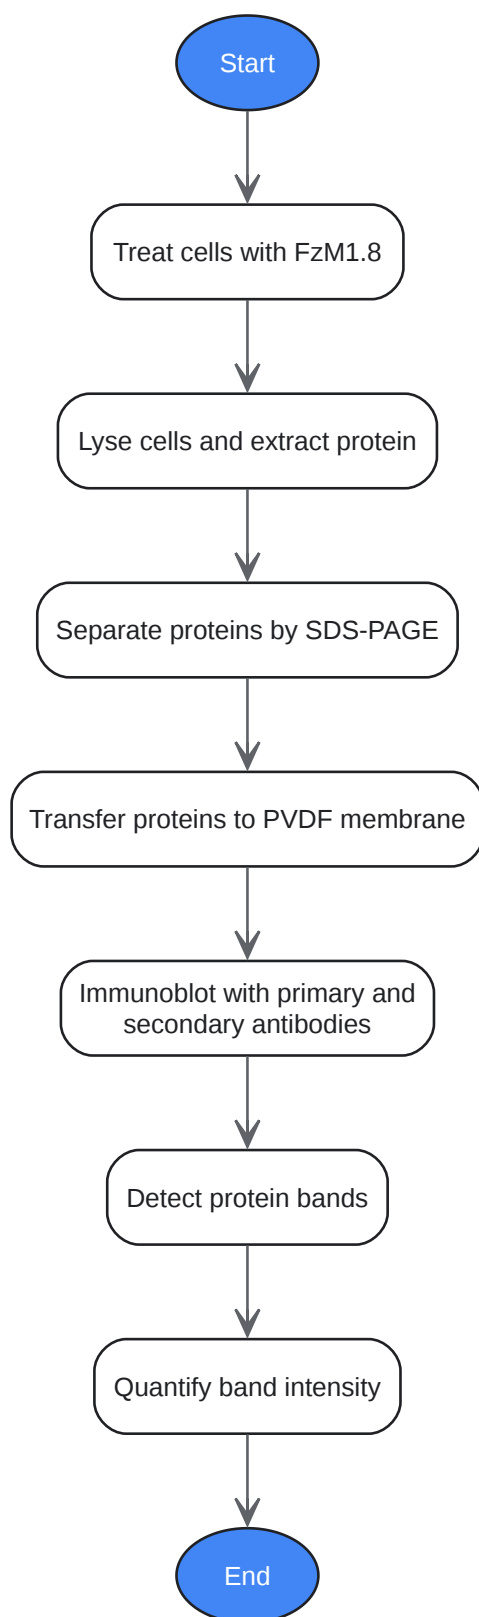 Start
Treat cells with FzM1.8
Lyse cells and extract protein
Separate proteins by SDS-PAGE
Transfer proteins to PVDF membrane
Immunoblot with primary and
secondary antibodies
Detect protein bands
Quantify band intensity
End